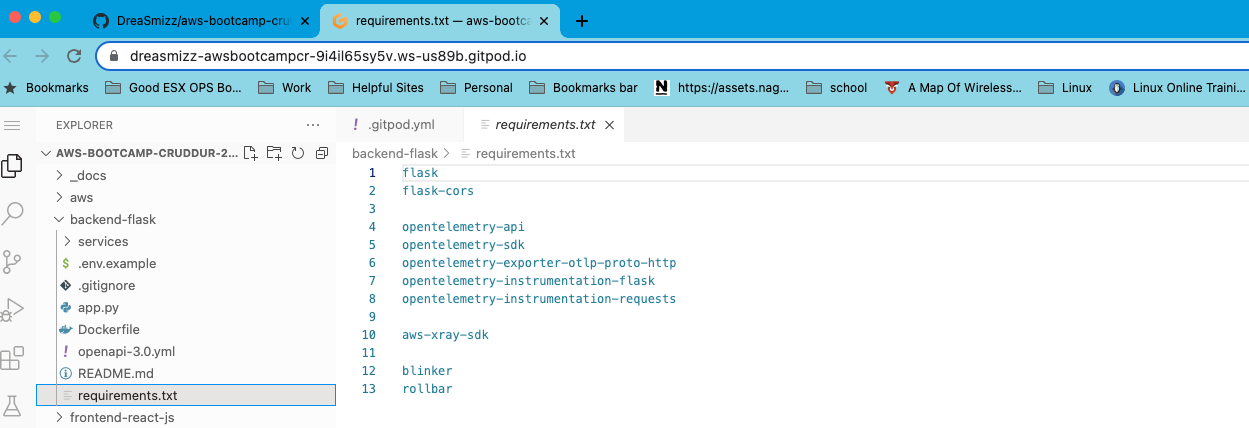 DreaSmizz/aws-bootcamp-cru
requirements.txt — aws-bootca
dreasmizz-awsbootcampcr-9i4il65sy5v.ws-us89b.gitpod.io
Bookmarks
Good ESX OPS Bo...
Work
Helpful Sites
Personal
Bookmarks bar
N
https://assets.nag...
school
A Map Of Wireless...
Linux
Linux Online Traini...
EXPLORER
...
! .gitpod.yml
requirements.txt
AWS-BOOTCAMP-CRUDDUR-2...
backend-flask > requirements.txt
_docs
aws
backend-flask
services
$ .env.example
.gitignore
app.py
Dockerfile
! openapi-3.0.yml
README.md
requirements.txt
frontend-react-js
1 flask
2 flask-cors
3
4 opentelemetry-api
5 opentelemetry-sdk
6 opentelemetry-exporter-otlp-proto-http
7 opentelemetry-instrumentation-flask
8 opentelemetry-instrumentation-requests
9
10 aws-xray-sdk
11
12 blinker
13 rollbar